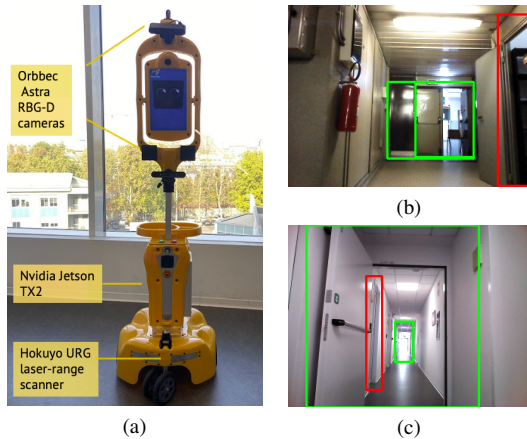 Orbbec
Astra
RBG-D
cameras
Nvidia Jetson
TX2
Hokuyo URG
laser-range
scanner
(a)
(b)
(c)